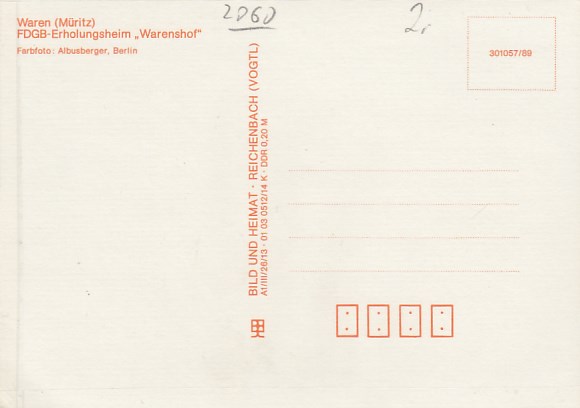 Waren (Müritz)
FDGB-Erholungsheim „Warenshof“
Farbfoto: Albusberger, Berlin
2060
2,-
301057/89
BILD UND HEIMAT · REICHENBACH (VOGTL)
A1/III/26/13 · 01 03 0512/14 K · DDR 0,20 M